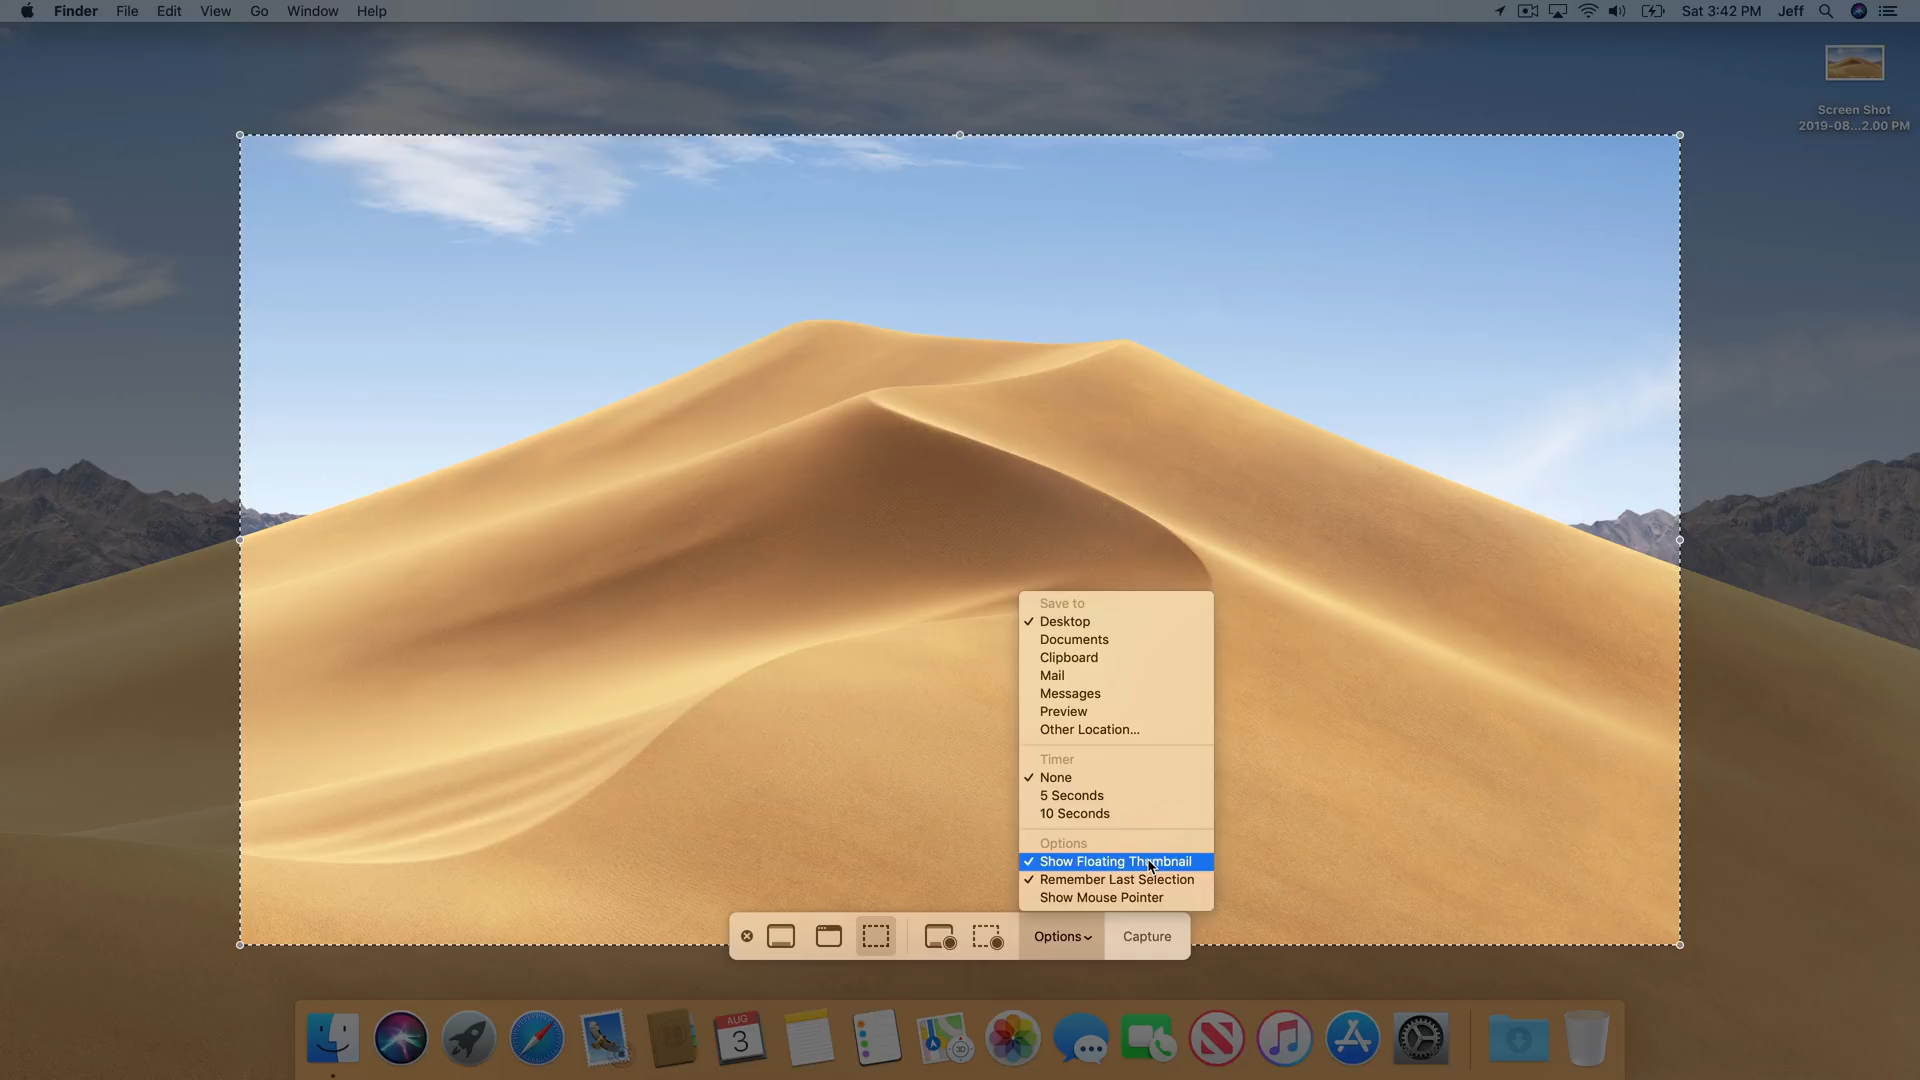 Finder File Edit View Go Window Help
Sat 3:42 PM Jeff
Screen Shot
2019-08...2.00 PM
Save to
✓ Desktop
Documents
Clipboard
Mail
Messages
Preview
Other Location...
Timer
✓ None
5 Seconds
10 Seconds
Options
✓ Show Floating Thumbnail
✓ Remember Last Selection
Show Mouse Pointer
Options Capture
AUG
3
3D